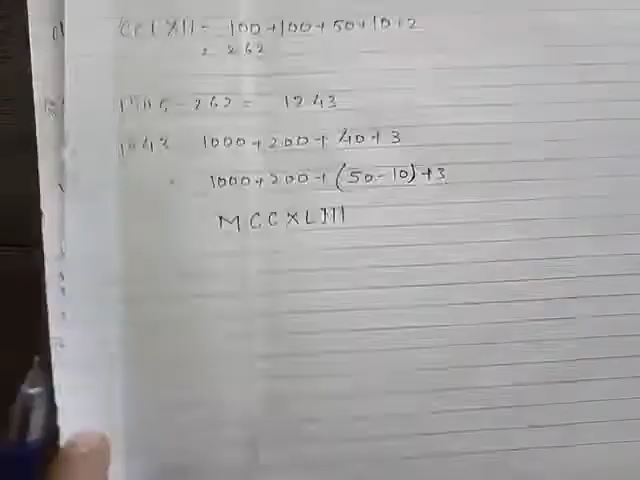 CCLXII = 100+100+50+10+2
= 262
- 262 = 1243
1243 1000+200+40+3
1000+200+(50-10)+3
MCCXLIII